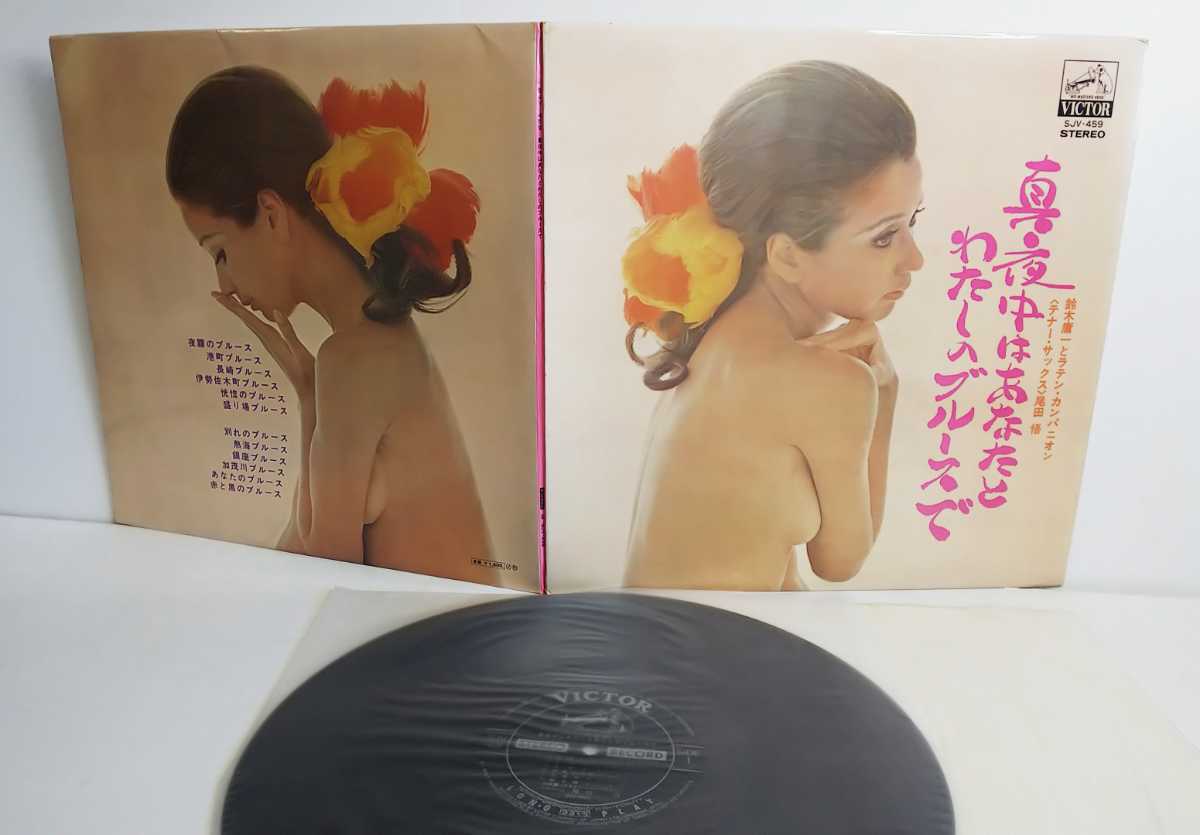 夜霧のブルース
港町ブルース
長崎ブルース
伊勢佐木町ブルース
恍惚のブルース
盛り場ブルース
別れのブルース
熱海ブルース
銀座ブルース
加茂川ブルース
あなたのブルース
赤と黒のブルース
VICTOR
SJV-459
STEREO
真夜中はあなたと
わたしのブルースで
鈴木庸一とラテン・カンパニオン
〈テナー・サックス〉尾田 悟
VICTOR
RECORD
SIDE
1
LONG PLAY